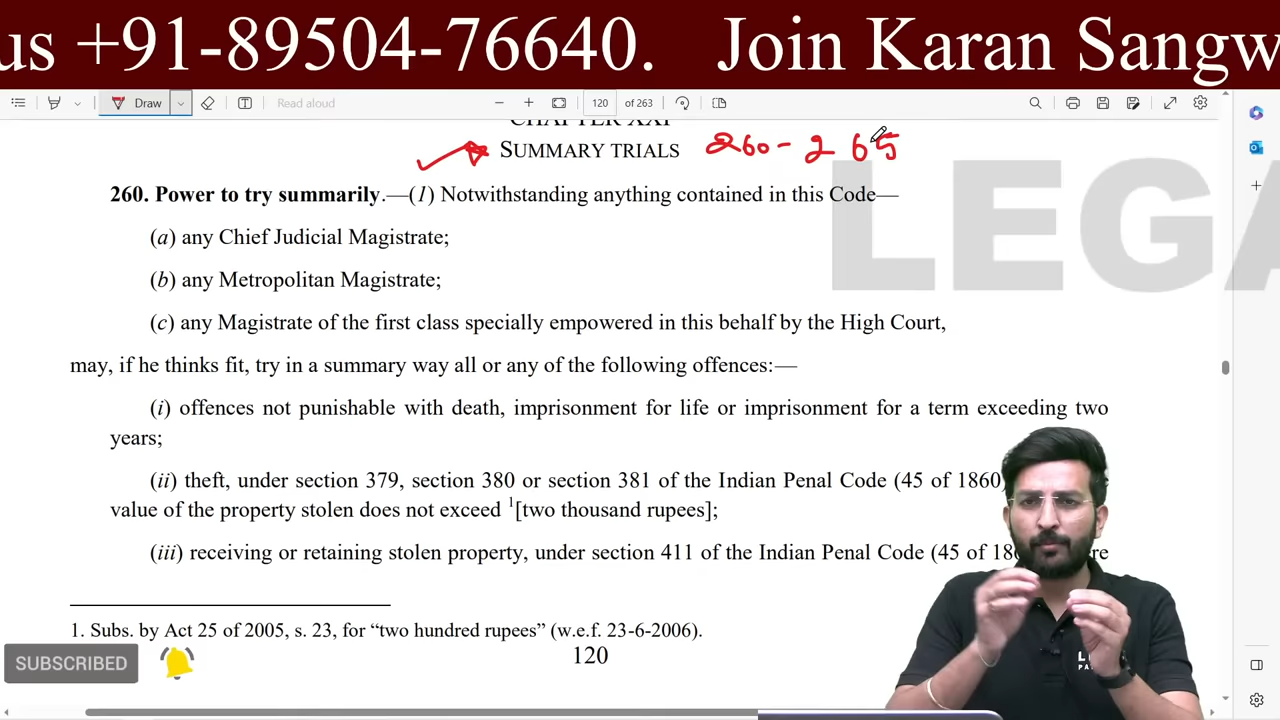 us +91-89504-76640. Join Karan Sangw
Draw
Read aloud
120 of 263
CHAPTER XXI
SUMMARY TRIALS 260-265
260. Power to try summarily.—(1) Notwithstanding anything contained in this Code—
(a) any Chief Judicial Magistrate;
(b) any Metropolitan Magistrate;
(c) any Magistrate of the first class specially empowered in this behalf by the High Court,
may, if he thinks fit, try in a summary way all or any of the following offences:—
(i) offences not punishable with death, imprisonment for life or imprisonment for a term exceeding two
years;
(ii) theft, under section 379, section 380 or section 381 of the Indian Penal Code (45 of 1860)
value of the property stolen does not exceed 1[two thousand rupees];
(iii) receiving or retaining stolen property, under section 411 of the Indian Penal Code (45 of 18
1. Subs. by Act 25 of 2005, s. 23, for “two hundred rupees” (w.e.f. 23-6-2006).
120
SUBSCRIBED
LEGA